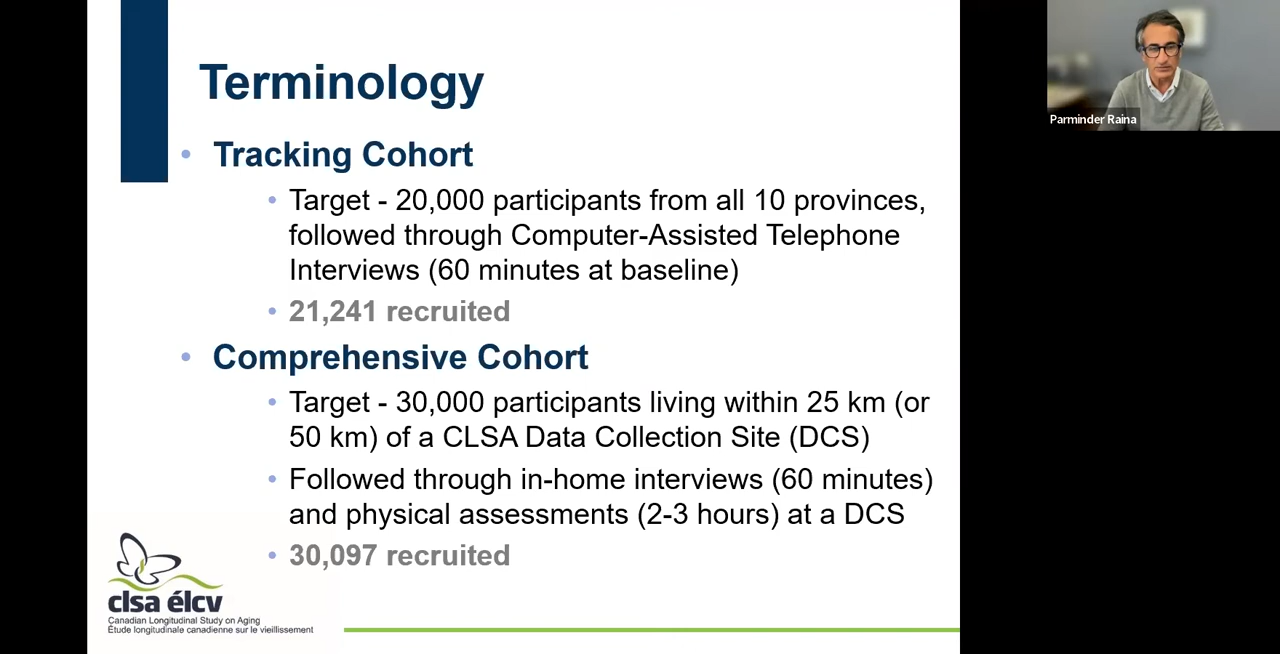 Terminology
Tracking Cohort
Target - 20,000 participants from all 10 provinces,
followed through Computer-Assisted Telephone
Interviews (60 minutes at baseline)
21,241 recruited
Comprehensive Cohort
Target - 30,000 participants living within 25 km (or
50 km) of a CLSA Data Collection Site (DCS)
Followed through in-home interviews (60 minutes)
and physical assessments (2-3 hours) at a DCS
30,097 recruited
clsa élcv
Canadian Longitudinal Study on Aging
Étude longitudinale canadienne sur le vieillissement
Parminder Raina